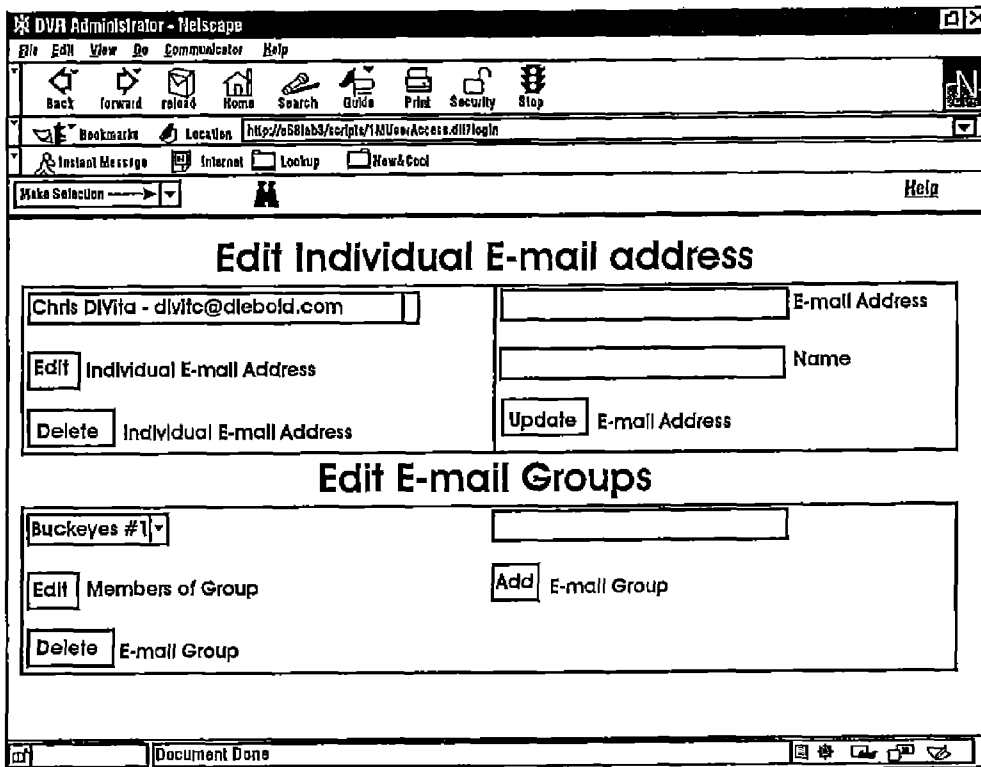 DVR Administrator - Netscape
File Edit View Go Communicator Help
Back forward reload Home Search Guide Print Security Stop
N
Bookmarks Location http://s68lab3/scripts/1MUserAccess.dll?login
Instant Message Internet Lookup New&Cool
Make Selection Help
Edit Individual E-mail address
Chris DiVita - divitc@diebold.com E-mail Address
Edit Individual E-mail Address Name
Delete Individual E-mail Address Update E-mail Address
Edit E-mail Groups
Buckeyes #1
Edit Members of Group Add E-mail Group
Delete E-mail Group
Document Done